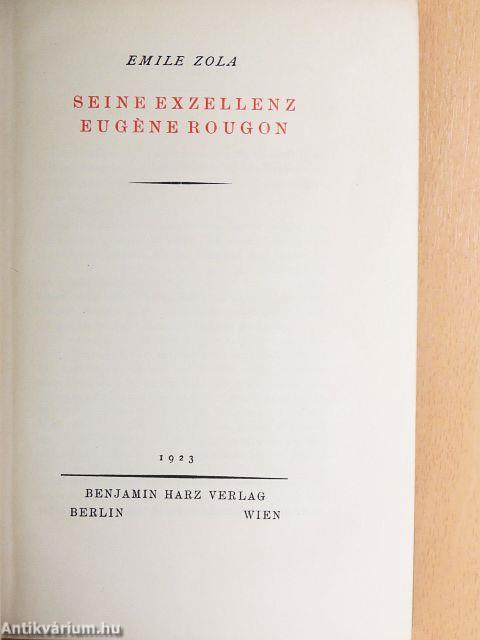 EMILE ZOLA
SEINE EXZELLENZ
EUGÈNE ROUGON
1923
BENJAMIN HARZ VERLAG
BERLIN WIEN
Antikvárium.hu